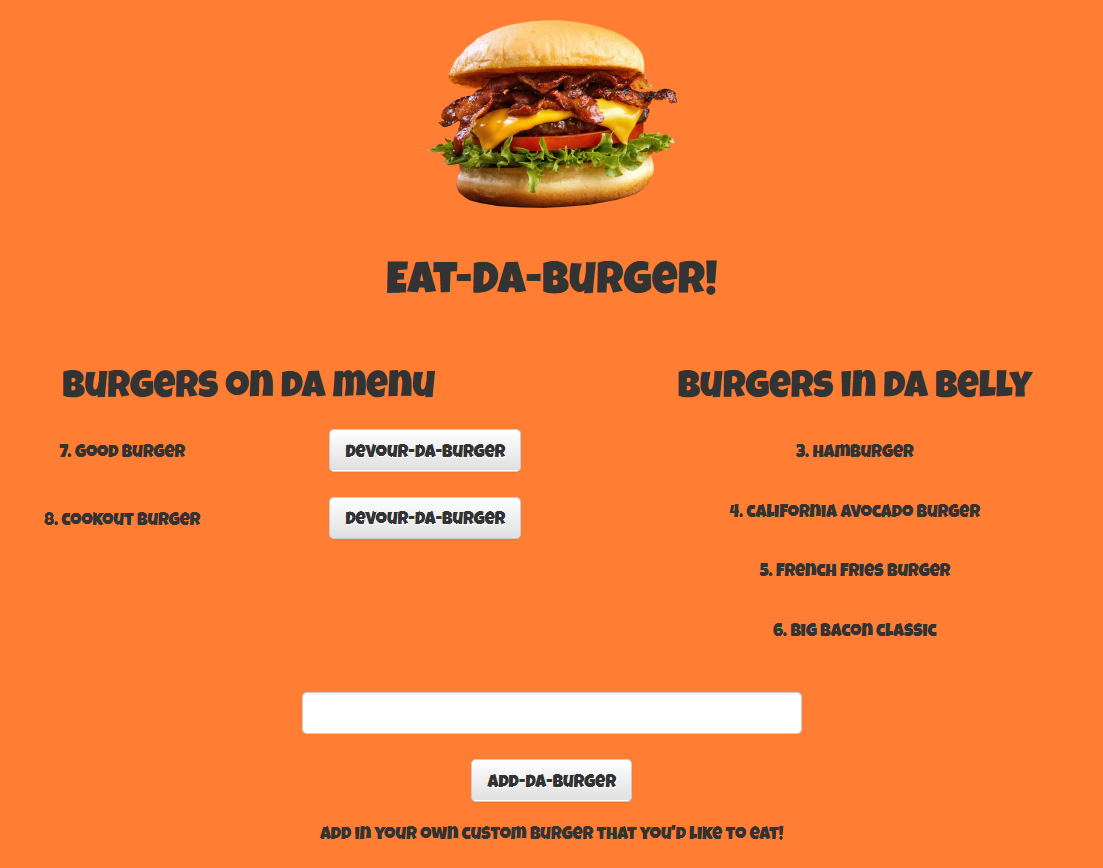 Eat-Da-Burger!
Burgers on da menu
7. Good Burger
Devour-Da-Burger
8. Cookout Burger
Devour-Da-Burger
Burgers in da belly
3. Hamburger
4. California Avocado Burger
5. French Fries Burger
6. Big Bacon Classic
Add-Da-Burger
Add in your own custom burger that you'd like to eat!